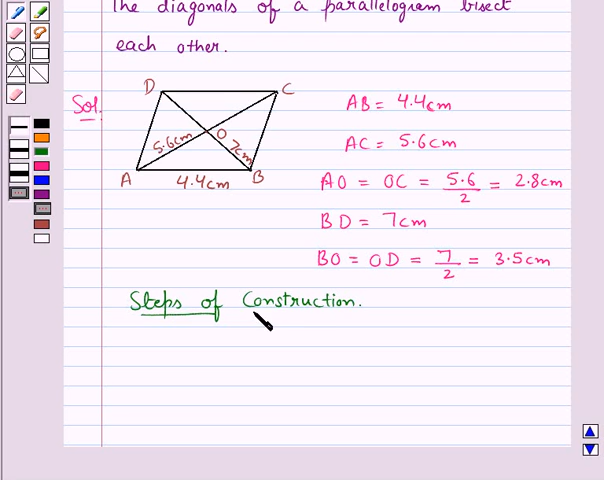 The diagonals of a parallelogram bisect
each other.
Sol.
D
C
AB = 4.4cm
5.6cm
O
7cm
AC = 5.6cm
A
B
4.4cm
AO = OC = 5.6/2 = 2.8cm
BD = 7cm
BO = OD = 7/2 = 3.5cm
Steps of Construction.